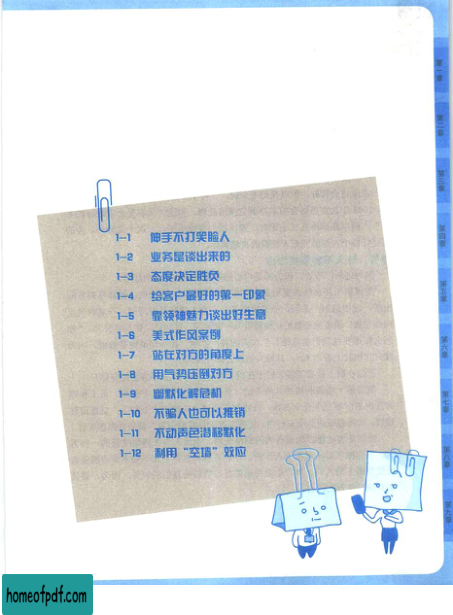 1-1 伸手不打笑脸人
1-2 业务是谈出来的
1-3 态度决定胜负
1-4 给客户最好的第一印象
1-5 要领神魅力谈出好生意
1-6 美式作风案例
1-7 站在对方的角度上
1-8 用气势压倒对方
1-9 幽默化解危机
1-10 不骗人也可以推销
1-11 不动声色潜移默化
1-12 利用“空墙”效应
第一章
第二章
第三章
第四章
第五章
第六章
第七章
第八章
第九章
homeofpdf.com